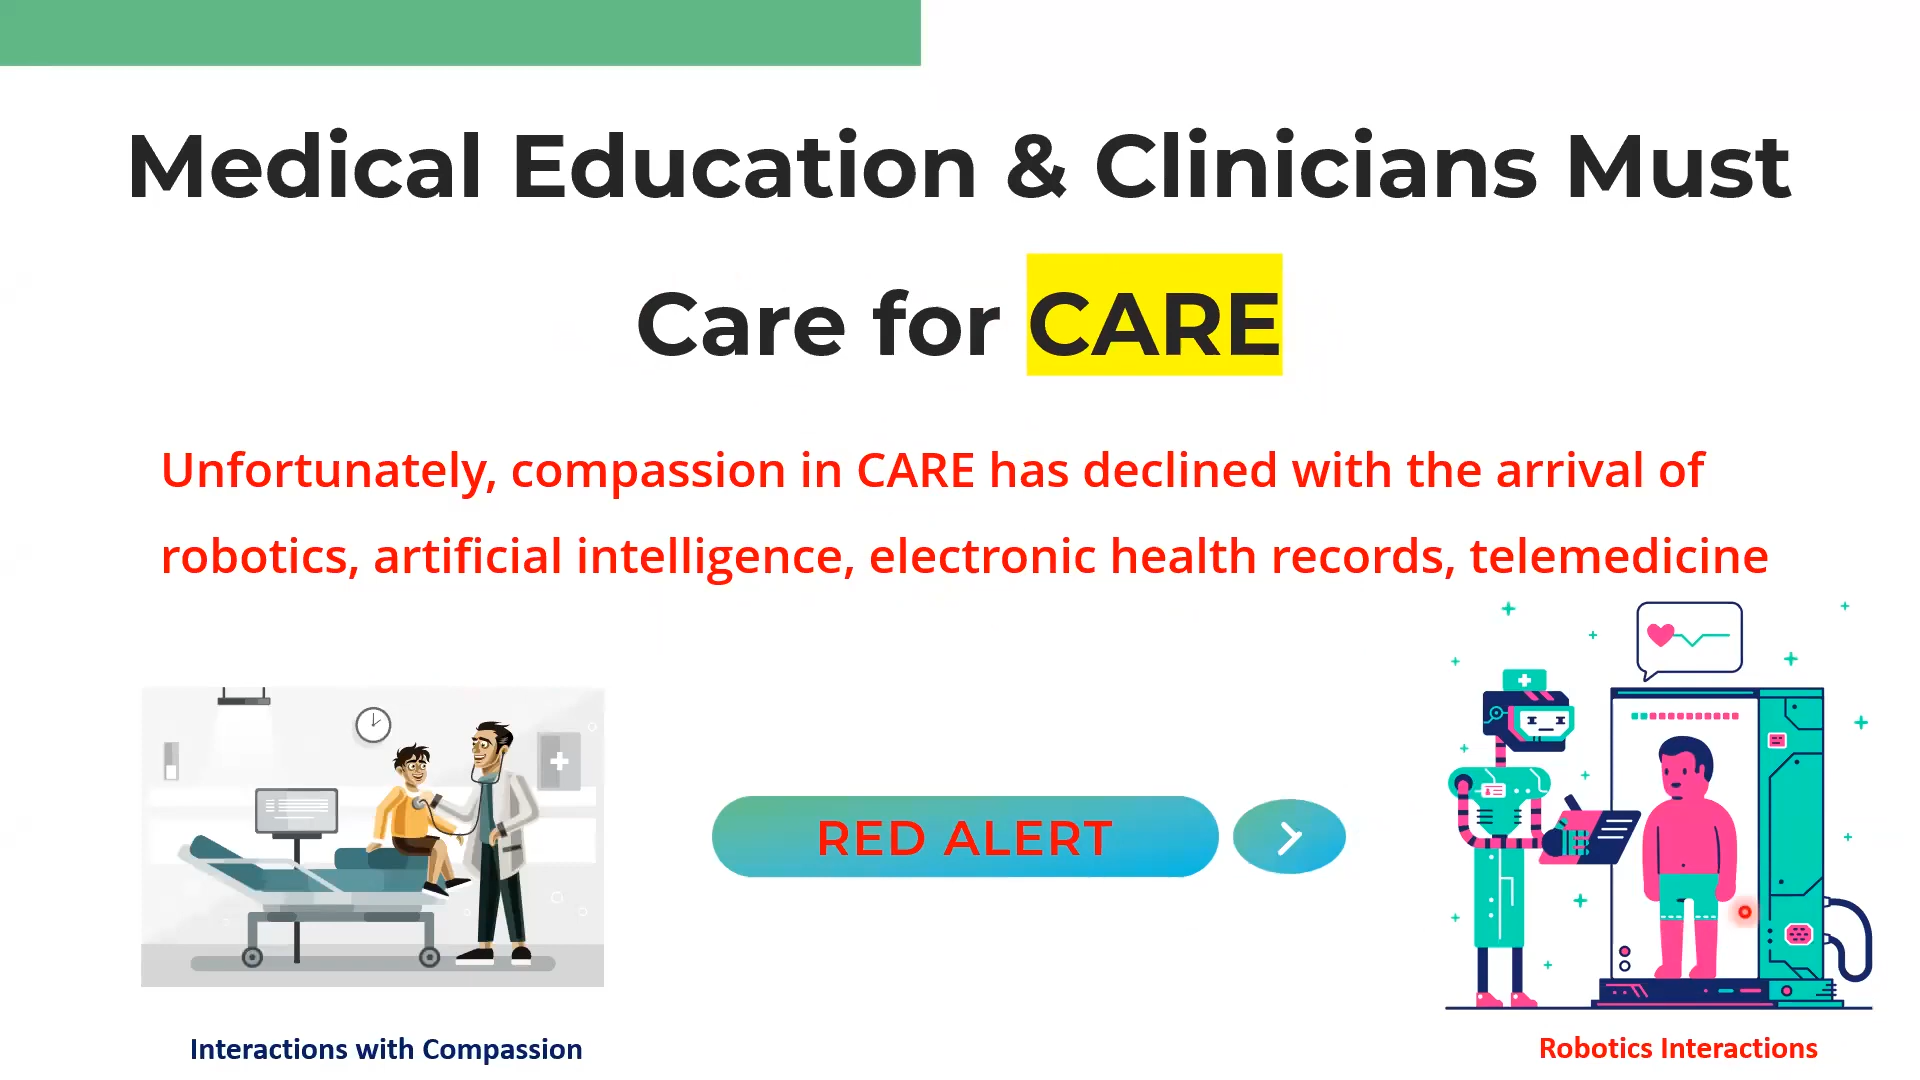 Medical Education & Clinicians Must
Care for CARE
Unfortunately, compassion in CARE has declined with the arrival of
robotics, artificial intelligence, electronic health records, telemedicine
RED ALERT
Interactions with Compassion
Robotics Interactions